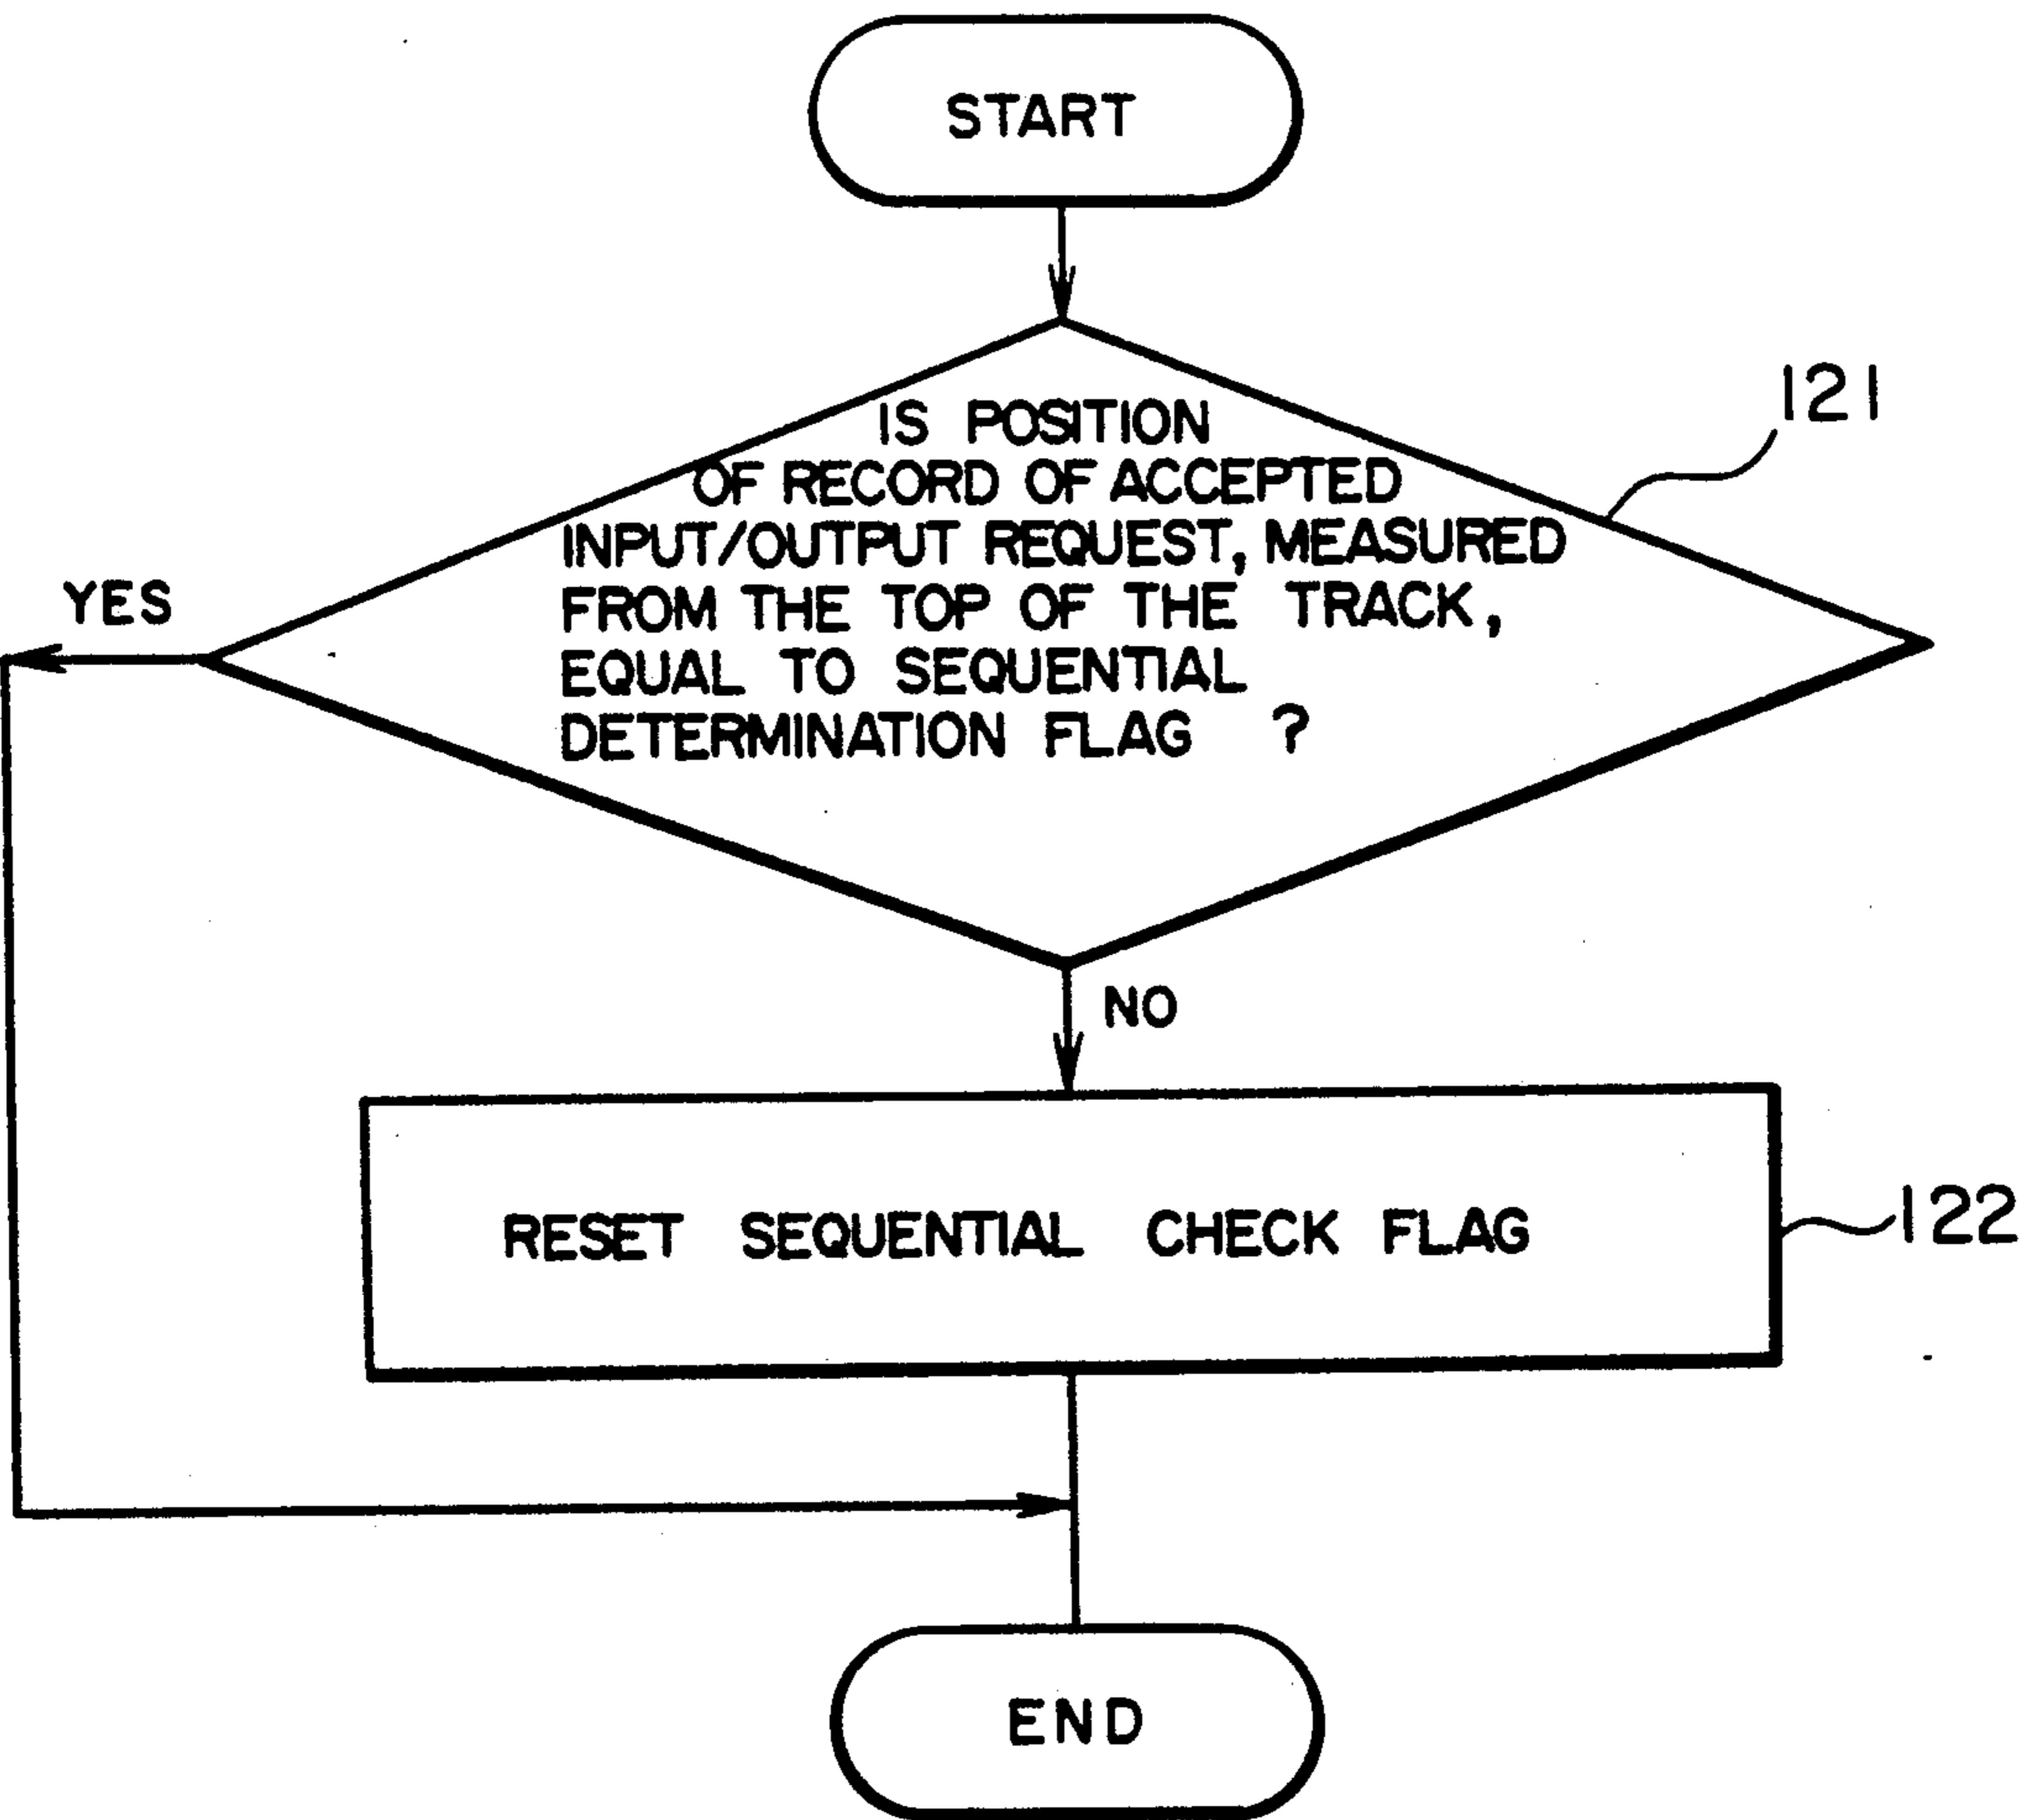 START
IS POSITION
OF RECORD OF ACCEPTED
INPUT/OUTPUT REQUEST, MEASURED
FROM THE TOP OF THE TRACK,
EQUAL TO SEQUENTIAL
DETERMINATION FLAG ?
121
YES
NO
RESET SEQUENTIAL CHECK FLAG
122
END